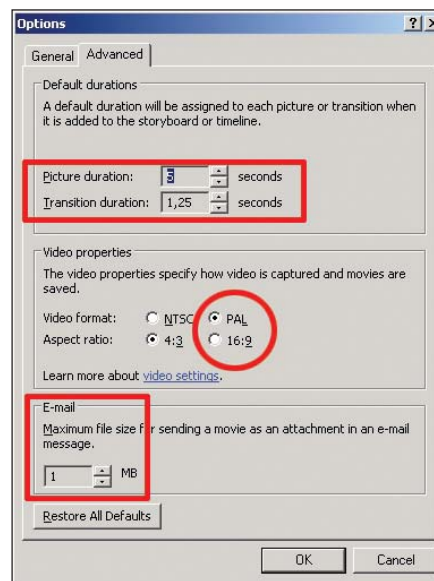 Options
General Advanced
Default durations
A default duration will be assigned to each picture or transition when
it is added to the storyboard or timeline.
Picture duration: 5 seconds
Transition duration: 1,25 seconds
Video properties
The video properties specify how video is captured and movies are
saved.
Video format: NTSC PAL
Aspect ratio: 4:3 16:9
Learn more about video settings.
E-mail
Maximum file size for sending a movie as an attachment in an e-mail
message.
1 MB
Restore All Defaults
OK Cancel